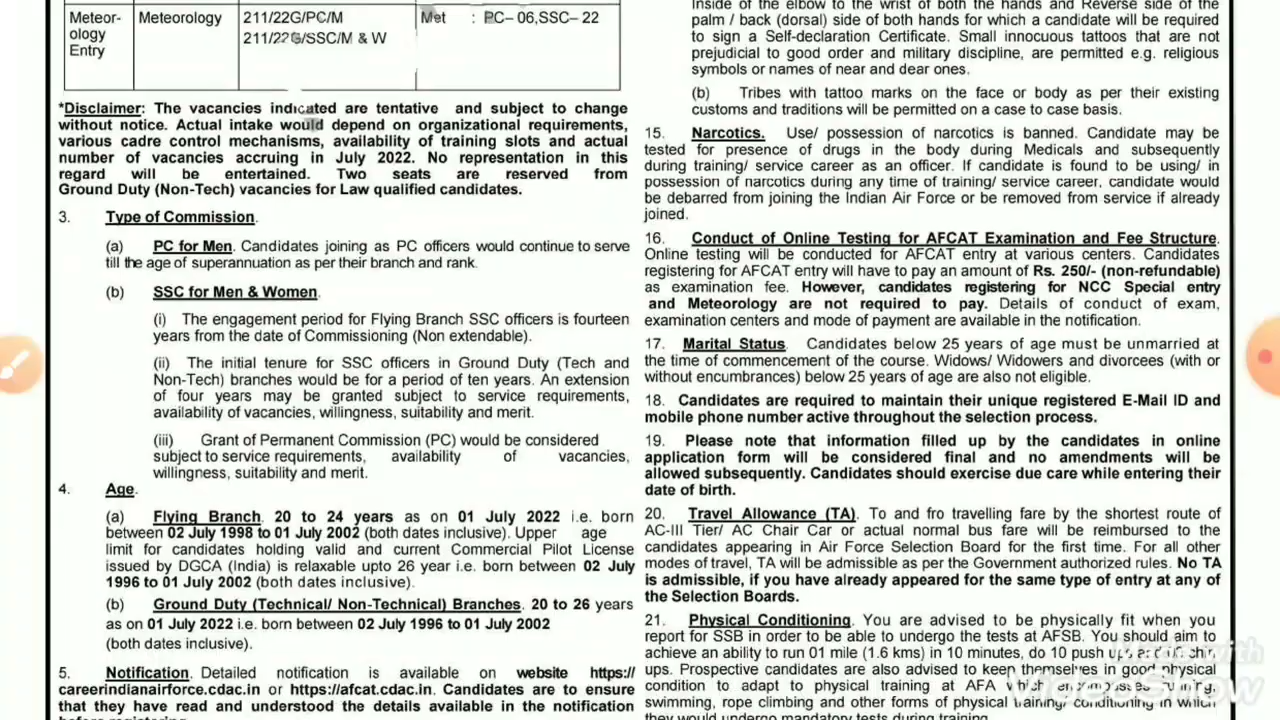 Meteor-
ology
Entry
Meteorology
211/22G/PC/M
211/22G/SSC/M & W
Met : PC– 06,SSC– 22
*Disclaimer: The vacancies indicated are tentative and subject to change
without notice. Actual intake would depend on organizational requirements,
various cadre control mechanisms, availability of training slots and actual
number of vacancies accruing in July 2022. No representation in this
regard will be entertained. Two seats are reserved from
Ground Duty (Non-Tech) vacancies for Law qualified candidates.
3. Type of Commission.
(a) PC for Men. Candidates joining as PC officers would continue to serve
till the age of superannuation as per their branch and rank.
(b) SSC for Men & Women.
(i) The engagement period for Flying Branch SSC officers is fourteen
years from the date of Commissioning (Non extendable).
(ii) The initial tenure for SSC officers in Ground Duty (Tech and
Non-Tech) branches would be for a period of ten years. An extension
of four years may be granted subject to service requirements,
availability of vacancies, willingness, suitability and merit.
(iii) Grant of Permanent Commission (PC) would be considered
subject to service requirements, availability of vacancies,
willingness, suitability and merit.
4. Age.
(a) Flying Branch. 20 to 24 years as on 01 July 2022 i.e. born
between 02 July 1998 to 01 July 2002 (both dates inclusive). Upper age
limit for candidates holding valid and current Commercial Pilot License
issued by DGCA (India) is relaxable upto 26 year i.e. born between 02 July
1996 to 01 July 2002 (both dates inclusive).
(b) Ground Duty (Technical/ Non-Technical) Branches. 20 to 26 years
as on 01 July 2022 i.e. born between 02 July 1996 to 01 July 2002
(both dates inclusive).
5. Notification. Detailed notification is available on website https://
careerindianairforce.cdac.in or https://afcat.cdac.in. Candidates are to ensure
that they have read and understood the details available in the notification
before registering.
Inside of the elbow to the wrist of both the hands and Reverse side of the
palm / back (dorsal) side of both hands for which a candidate will be required
to sign a Self-declaration Certificate. Small innocuous tattoos that are not
prejudicial to good order and military discipline, are permitted e.g. religious
symbols or names of near and dear ones.
(b) Tribes with tattoo marks on the face or body as per their existing
customs and traditions will be permitted on a case to case basis.
15. Narcotics. Use/ possession of narcotics is banned. Candidate may be
tested for presence of drugs in the body during Medicals and subsequently
during training/ service career as an officer. If candidate is found to be using/ in
possession of narcotics during any time of training/ service career, candidate would
be debarred from joining the Indian Air Force or be removed from service if already
joined.
16. Conduct of Online Testing for AFCAT Examination and Fee Structure.
Online testing will be conducted for AFCAT entry at various centers. Candidates
registering for AFCAT entry will have to pay an amount of Rs. 250/- (non-refundable)
as examination fee. However, candidates registering for NCC Special entry
and Meteorology are not required to pay. Details of conduct of exam,
examination centers and mode of payment are available in the notification.
17. Marital Status. Candidates below 25 years of age must be unmarried at
the time of commencement of the course. Widows/ Widowers and divorcees (with or
without encumbrances) below 25 years of age are also not eligible.
18. Candidates are required to maintain their unique registered E-Mail ID and
mobile phone number active throughout the selection process.
19. Please note that information filled up by the candidates in online
application form will be considered final and no amendments will be
allowed subsequently. Candidates should exercise due care while entering their
date of birth.
20. Travel Allowance (TA). To and fro travelling fare by the shortest route of
AC-III Tier/ AC Chair Car or actual normal bus fare will be reimbursed to the
candidates appearing in Air Force Selection Board for the first time. For all other
modes of travel, TA will be admissible as per the Government authorized rules. No TA
is admissible, if you have already appeared for the same type of entry at any of
the Selection Boards.
21. Physical Conditioning. You are advised to be physically fit when you
report for SSB in order to be able to undergo the tests at AFSB. You should aim to
achieve an ability to run 01 mile (1.6 kms) in 10 minutes, do 10 push ups and 03 chin
ups. Prospective candidates are also advised to keep themselves in good physical
condition to adapt to physical training at AFA which encompasses running,
swimming, rope climbing and other forms of physical training/ conditioning in which
they would undergo mandatory tests during training.
Made with
VideoShow